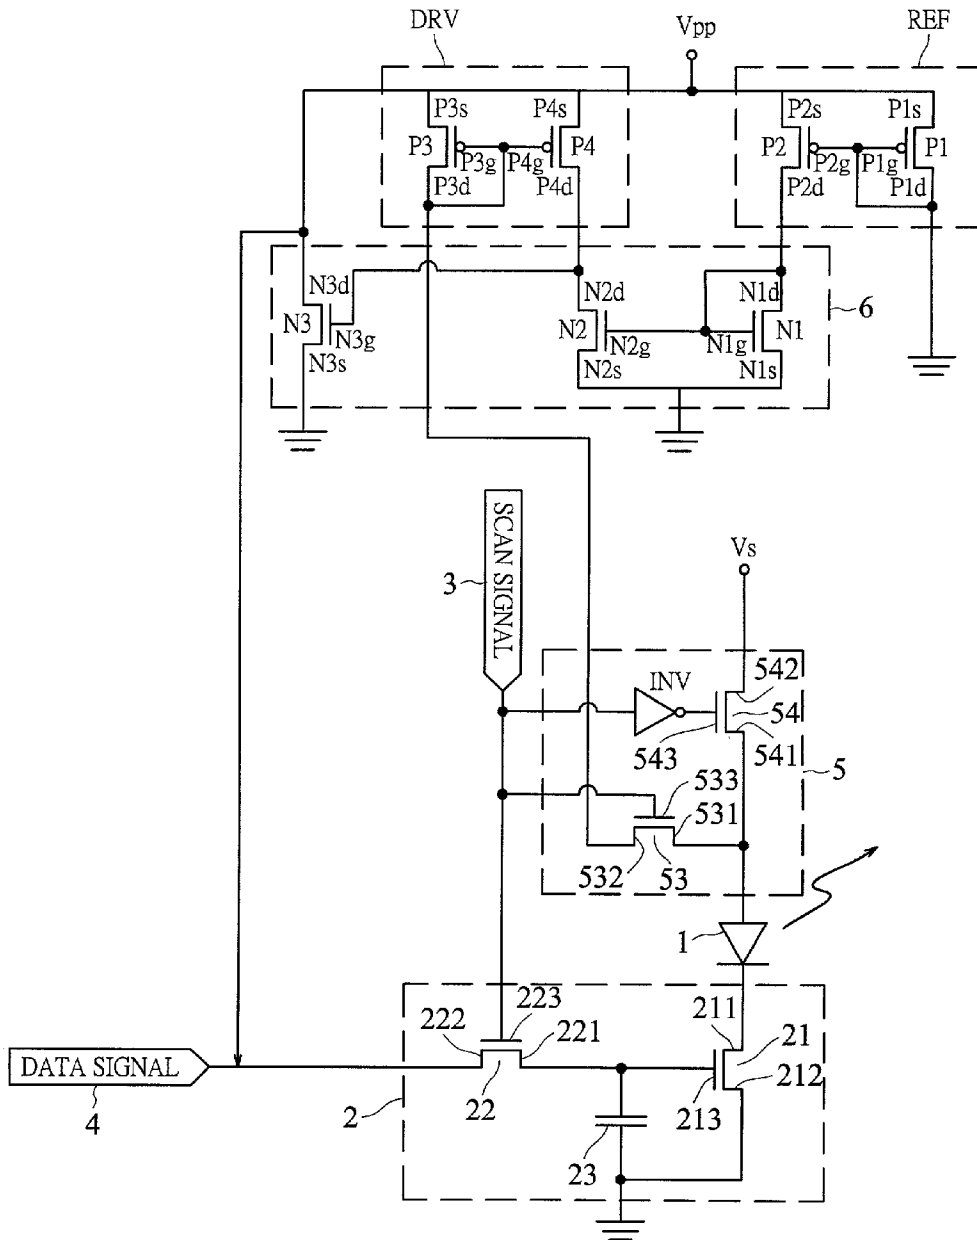 DRV
Vpp
REF
P3s
P4s
P2s
P1s
P3
P3g
P4g
P4
P2
P2g
P1g
P1
P3d
P4d
P2d
P1d
N3d
N2d
N1d
6
N3
N3g
N2
N2g
N1g
N1
N3s
N2s
N1s
SCAN SIGNAL
3
Vs
INV
542
54
543
541
5
533
531
532
53
1
223
211
222
221
21
DATA SIGNAL
22
212
4
2
213
23